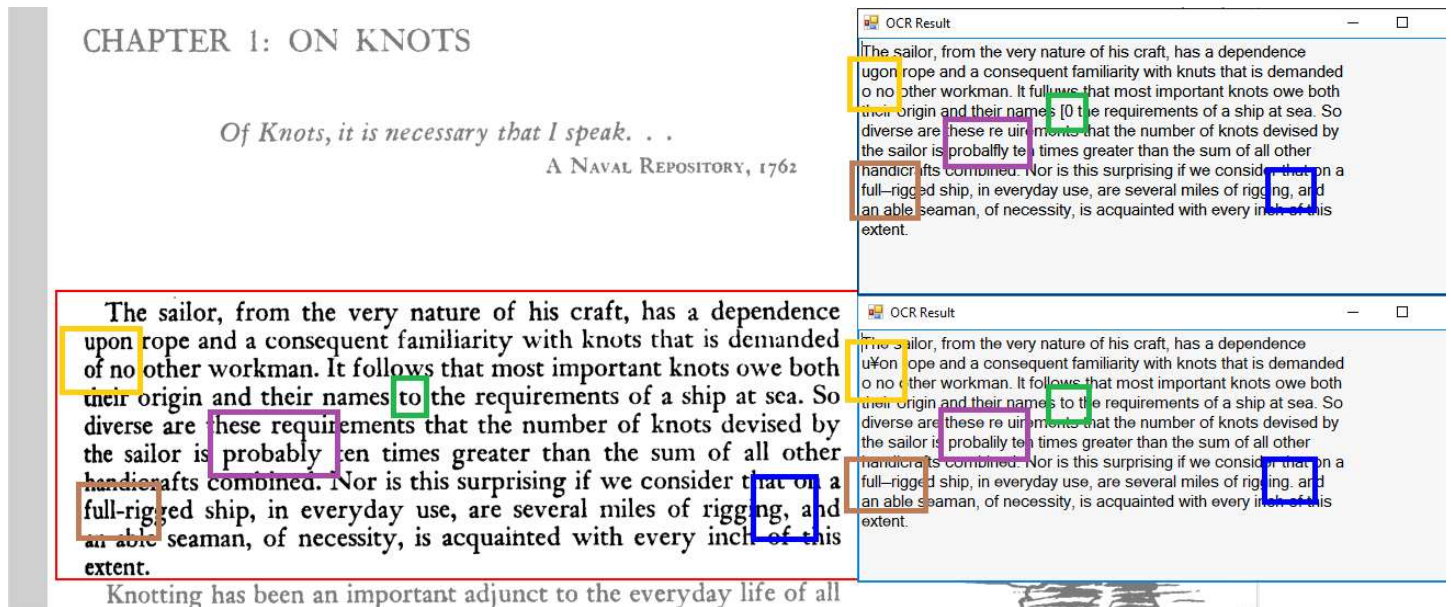 CHAPTER 1: ON KNOTS
Of Knots, it is necessary that I speak. . .
A NAVAL REPOSITORY, 1762
The sailor, from the very nature of his craft, has a dependence
upon rope and a consequent familiarity with knots that is demanded
of no other workman. It follows that most important knots owe both
their origin and their names to the requirements of a ship at sea. So
diverse are these requirements that the number of knots devised by
the sailor is probably ten times greater than the sum of all other
handicrafts combined. Nor is this surprising if we consider that on a
full-rigged ship, in everyday use, are several miles of rigging, and
an able seaman, of necessity, is acquainted with every inch of this
extent.
Knotting has been an important adjunct to the everyday life of all
OCR Result
The sailor, from the very nature of his craft, has a dependence
ugon rope and a consequent familiarity with knuts that is demanded
o no other workman. It fulluws that most important knots owe both
their origin and their names [0 the requirements of a ship at sea. So
diverse are these re uirements that the number of knots devised by
the sailor is probalfly ten times greater than the sum of all other
handicrafts combined. Nor is this surprising if we consider that on a
full—rigged ship, in everyday use, are several miles of rigging, and
an able seaman, of necessity, is acquainted with every inch of this
extent.
OCR Result
The sailor, from the very nature of his craft, has a dependence
u¥on rope and a consequent familiarity with knots that is demanded
o no other workman. It follows that most important knots owe both
their origin and their names to the requirements of a ship at sea. So
diverse are these re uirements that the number of knots devised by
the sailor is probalily ten times greater than the sum of all other
handicrafts combined. Nor is this surprising if we consider that on a
full—rigged ship, in everyday use, are several miles of rigging. and
an able seaman, of necessity, is acquainted with every inch of this
extent.